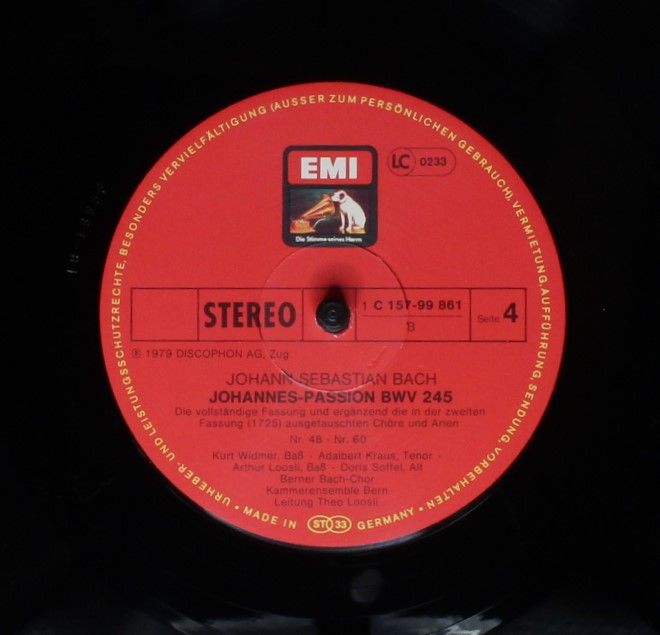 URHEBER- UND LEISTUNGSSCHUTZRECHTE, BESONDERS VERVIELFÄLTIGUNG (AUSSER ZUM PERSÖNLICHEN GEBRAUCH), VERMIETUNG, AUFFÜHRUNG, SENDUNG, VORBEHALTEN
EMI
LC 0233
Die Stimme seines Herrn
STEREO
1 C 157-99 861
B
Seite 4
Ⓟ 1979 DISCOPHON AG, Zug
JOHANN SEBASTIAN BACH
JOHANNES-PASSION BWV 245
Die vollständige Fassung und ergänzend die in der zweiten
Fassung (1725) ausgetauschten Chöre und Arien
Nr. 48 - Nr. 60
Kurt Widmer, Baß - Adalbert Kraus, Tenor -
Arthur Loosli, Baß - Doris Soffel, Alt
Berner Bach-Chor
Kammerensemble Bern
Leitung Theo Loosli
• MADE IN ST 33 GERMANY •